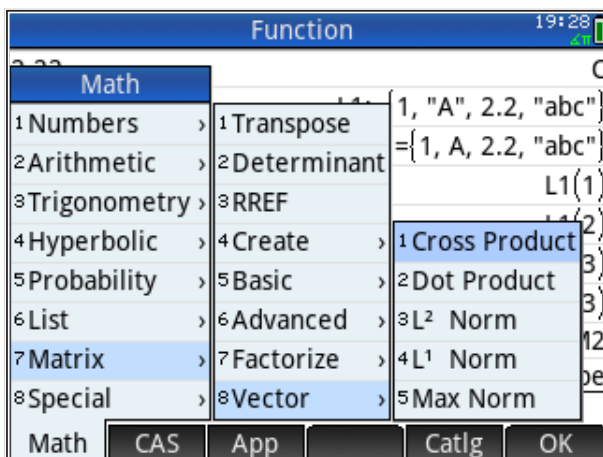 Function
19:28
∡π
Math
1 Numbers ›
2 Arithmetic ›
3 Trigonometry ›
4 Hyperbolic ›
5 Probability ›
6 List ›
7 Matrix ›
8 Special ›
1 Transpose
2 Determinant
3 RREF
4 Create ›
5 Basic ›
6 Advanced ›
7 Factorize ›
8 Vector ›
1 Cross Product
2 Dot Product
3 L² Norm
4 L¹ Norm
5 Max Norm
1, "A", 2.2, "abc"}
={1, A, 2.2, "abc"}
L1(1)
Math CAS App Catlg OK